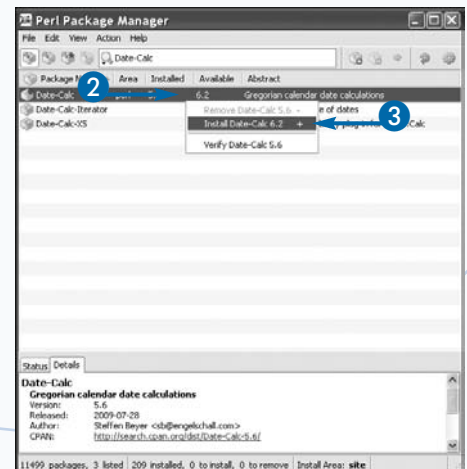 Perl Package Manager
File Edit View Action Help
Date-Calc
Package Area Installed Available Abstract
Date-Calc 6.2 Gregorian calendar date calculations
Date-Calc-Iterator e of dates
Date-Calc-XS Calc
Remove Date-Calc 5.6 -
Install Date-Calc 6.2 +
Verify Date-Calc 5.6
2
3
Status Details
Date-Calc
Gregorian calendar date calculations
Version: 5.6
Released: 2009-07-28
Author: Steffen Beyer <sb@engelschall.com>
CPAN: http://search.cpan.org/dist/Date-Calc-5.6/
11499 packages, 3 listed 209 installed, 0 to install, 0 to remove Install Area: site